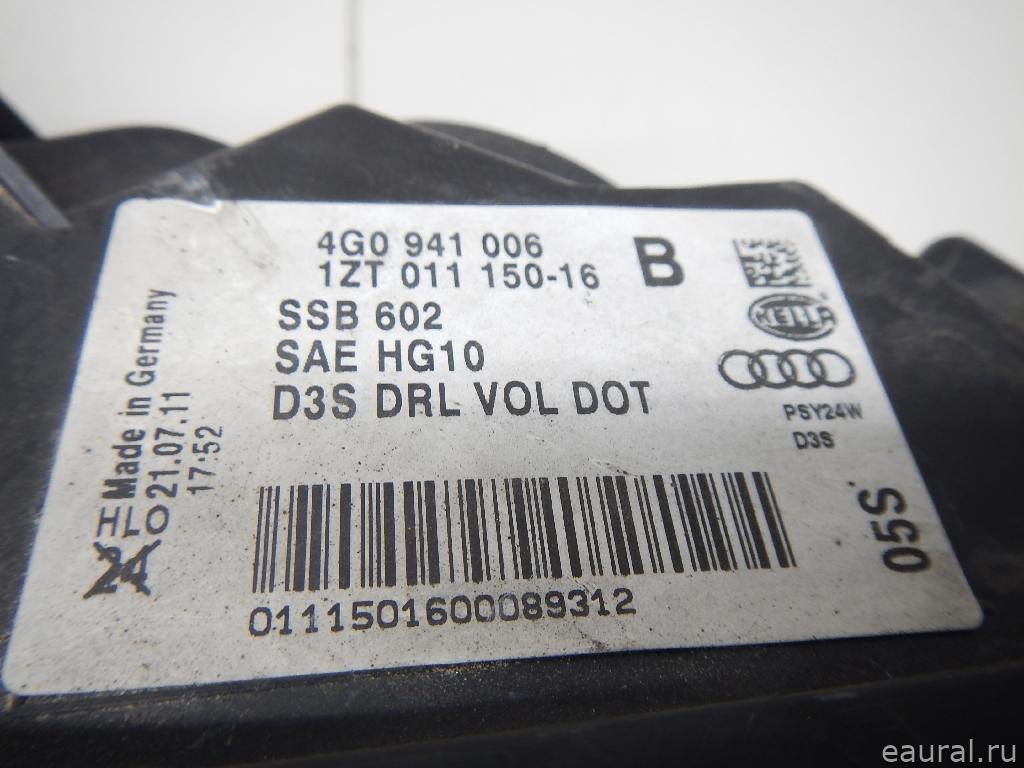 4G0 941 006 B
1ZT 011 150-16
SSB 602
SAE HG10
D3S DRL VOL DOT
HELLA
PSY24W
D3S
05S
Made in Germany
21.07.11
17:52
0111501600089312
eaural.ru